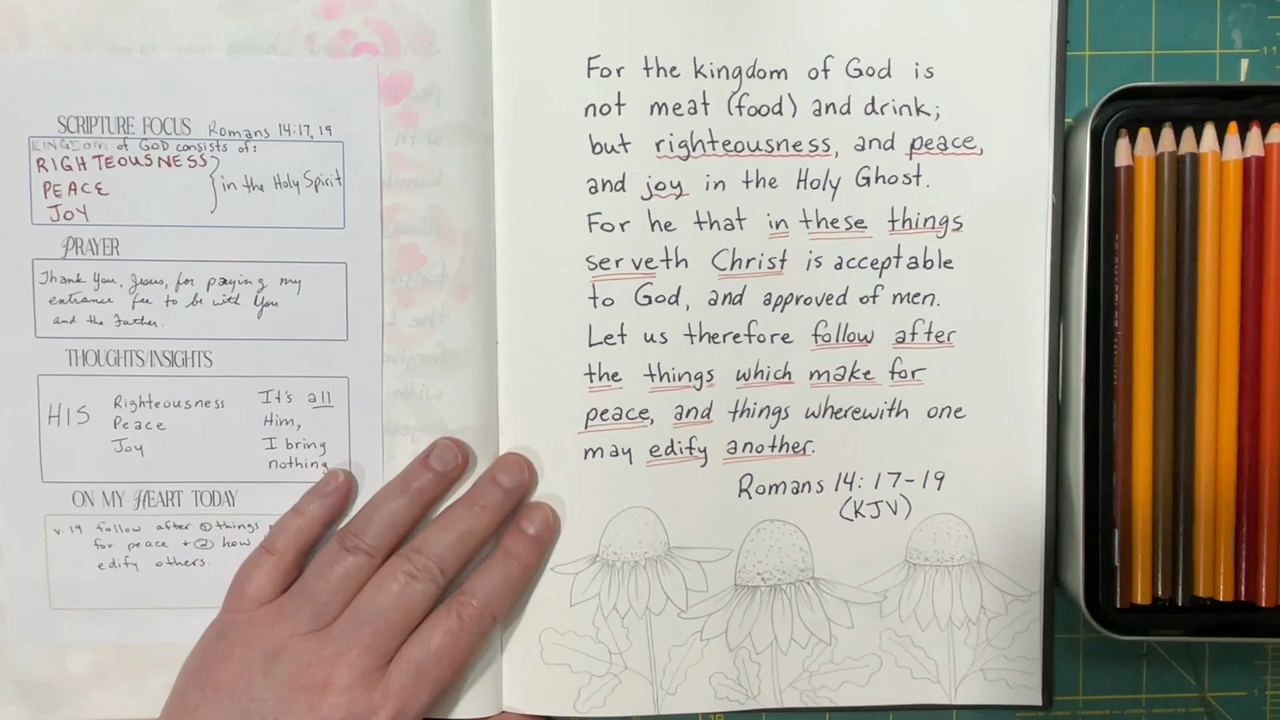 SCRIPTURE FOCUS Romans 14:17, 19
KINGDOM of GOD consists of:
RIGHTEOUSNESS
PEACE
JOY
in the Holy Spirit
PRAYER
Thank You, Jesus, for paying my
entrance fee to be with You
and the Father.
THOUGHTS/INSIGHTS
HIS
Righteousness
Peace
Joy
It's all
Him,
I bring
nothing
ON MY HEART TODAY
v. 19 follow after ① things
for peace + ② how
edify others.
For the kingdom of God is
not meat (food) and drink;
but righteousness, and peace,
and joy in the Holy Ghost.
For he that in these things
serveth Christ is acceptable
to God, and approved of men.
Let us therefore follow after
the things which make for
peace, and things wherewith one
may edify another.
Romans 14:17-19
(KJV)